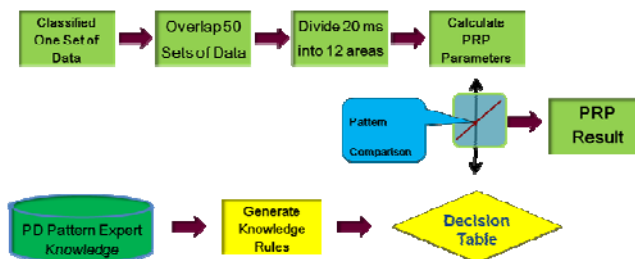 Classified
One Set of
Data
Overlap 50
Sets of Data
Divide 20 ms
into 12 areas
Calculate
PRP
Parameters
Pattern
Comparison
PRP
Result
PD Pattern Expert
Knowledge
Generate
Knowledge
Rules
Decision
Table